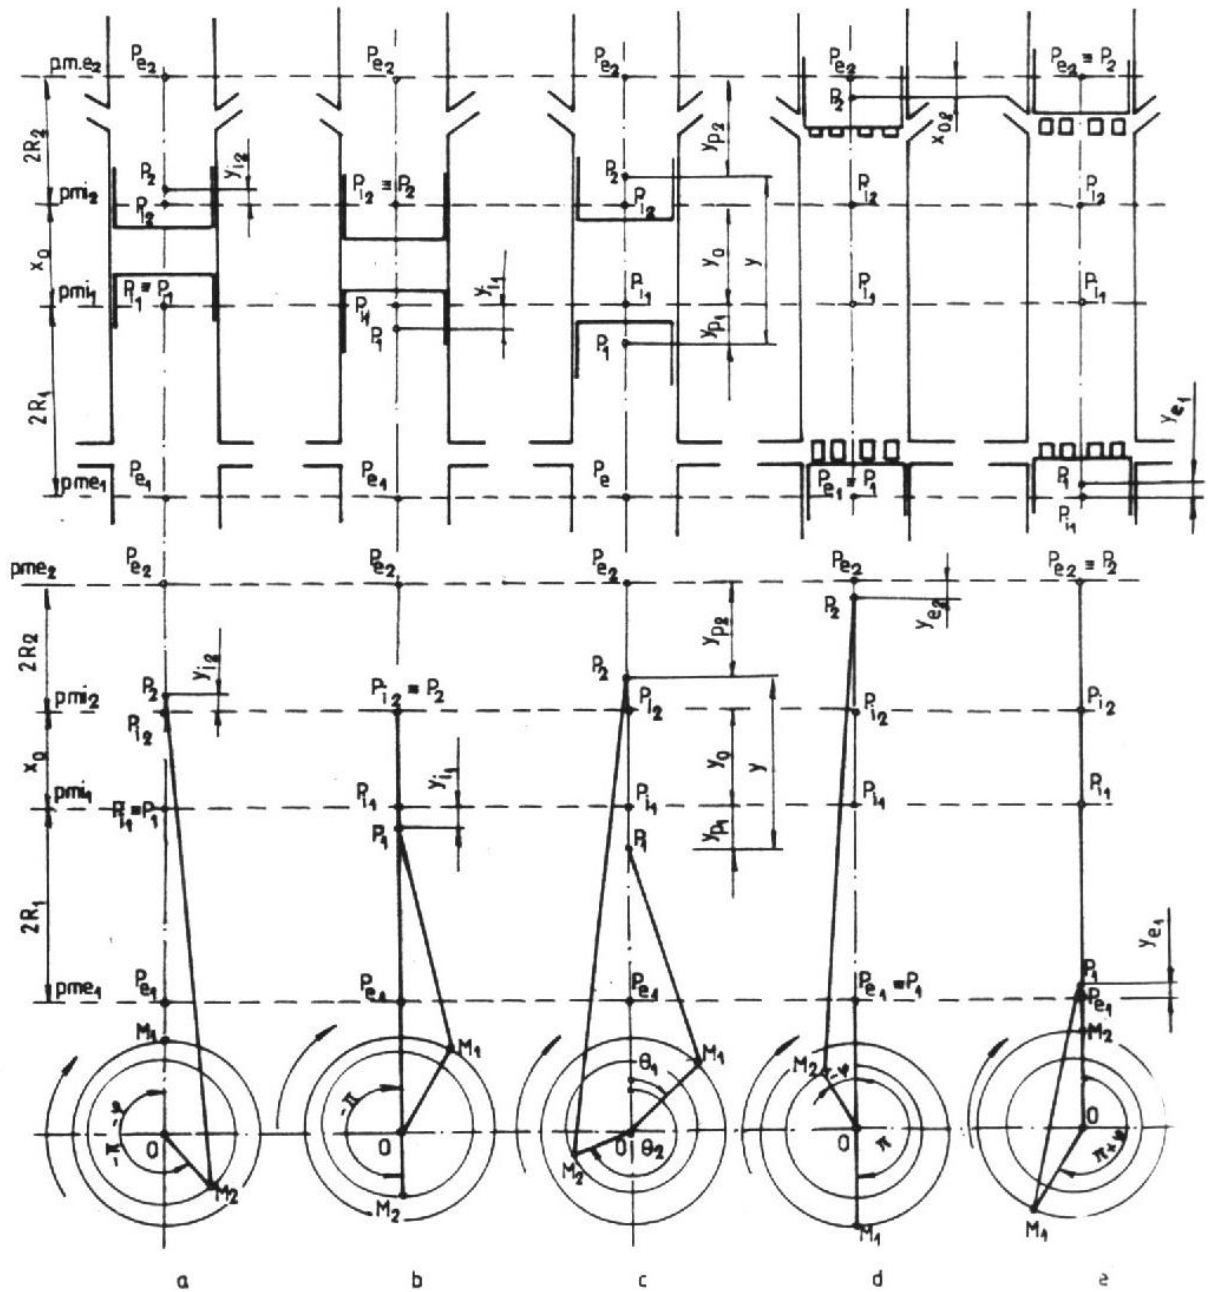 p.m.e₂ Pe₂ Pe₂ Pe₂ Pe₂ Pe₂ ≡ P₂
P₂
2R₂ yi₂ yp₂ x₀₂
P₂ P₂
pmi₂ Pi₂ Pi₂ ≡ P₂ Pi₂ Pi₂ Pi₂
x₀ y₀ y
pmi₁ Pi₁ ≡ P₁ Pi₁ yi₁ Pi₁ Pi₁ Pi₁
P₁ P₁ yp₁
2R₁ ye₁
pme₁ Pe₁ Pe₁ Pe Pe₁ ≡ P₁ P₁
Pi₁
pme₂ Pe₂ Pe₂ Pe₂ Pe₂ Pe₂ ≡ P₂
P₂ ye₂
2R₂ yi₂ yp₂
P₂ P₂
pmi₂ Pi₂ Pi₂ ≡ P₂ Pi₂ Pi₂ Pi₂
x₀ yi₁ y₀ y
pmi₁ Pi₁ ≡ P₁ Pi₁ Pi₁ Pi₁ Pi₁
P₁ P₁ yp₁
2R₁ ye₁
pme₁ Pe₁ Pe₁ Pe₁ Pe₁ ≡ P₁ P₁
Pe₁
M₁ M₁ θ₁ M₁ M₂ -φ M₂
-π-φ -π
0 0 0 θ₂ 0 π 0 π+φ
M₂ M₂ M₂ M₁ M₁
a b c d e